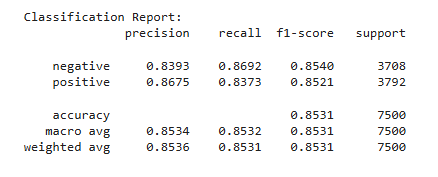 Classification Report:
precision recall f1-score support
negative 0.8393 0.8692 0.8540 3708
positive 0.8675 0.8373 0.8521 3792
accuracy 0.8531 7500
macro avg 0.8534 0.8532 0.8531 7500
weighted avg 0.8536 0.8531 0.8531 7500